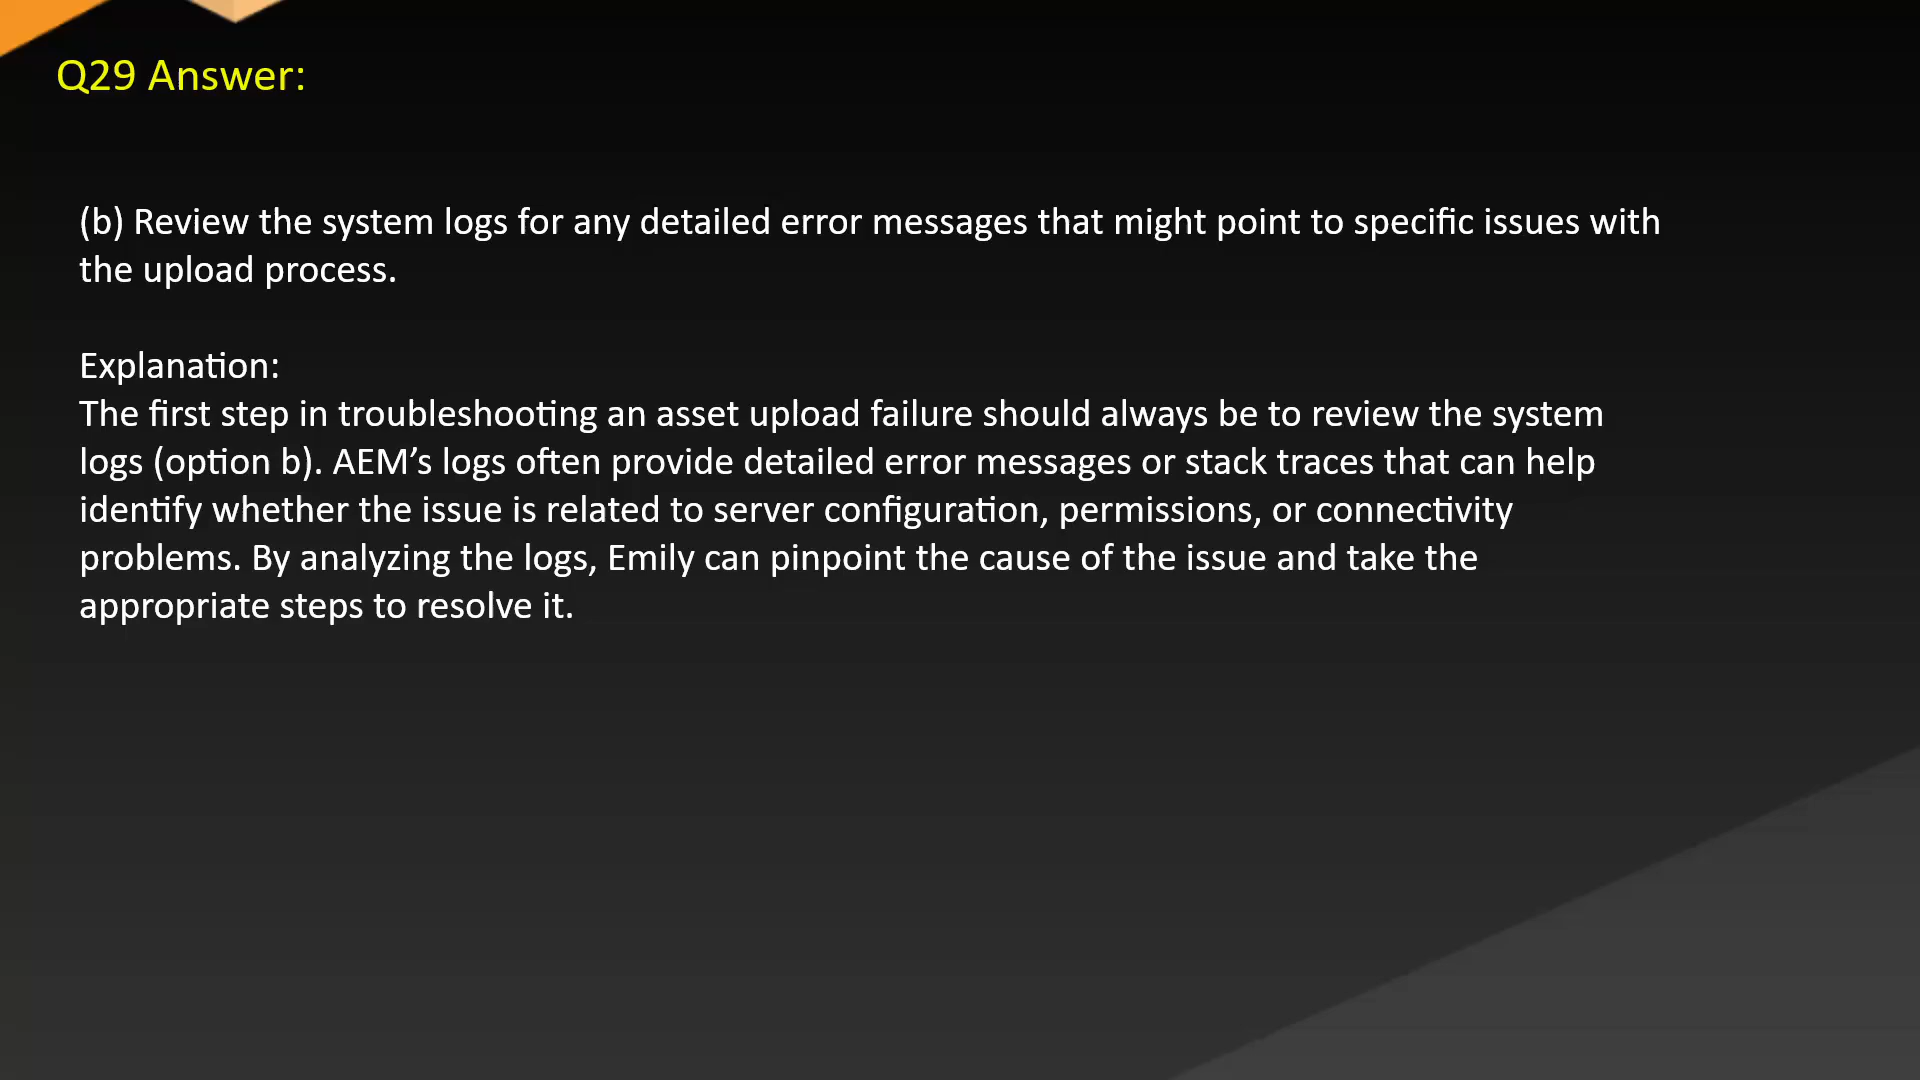 Q29 Answer:
(b) Review the system logs for any detailed error messages that might point to specific issues with
the upload process.
Explanation:
The first step in troubleshooting an asset upload failure should always be to review the system
logs (option b). AEM’s logs often provide detailed error messages or stack traces that can help
identify whether the issue is related to server configuration, permissions, or connectivity
problems. By analyzing the logs, Emily can pinpoint the cause of the issue and take the
appropriate steps to resolve it.